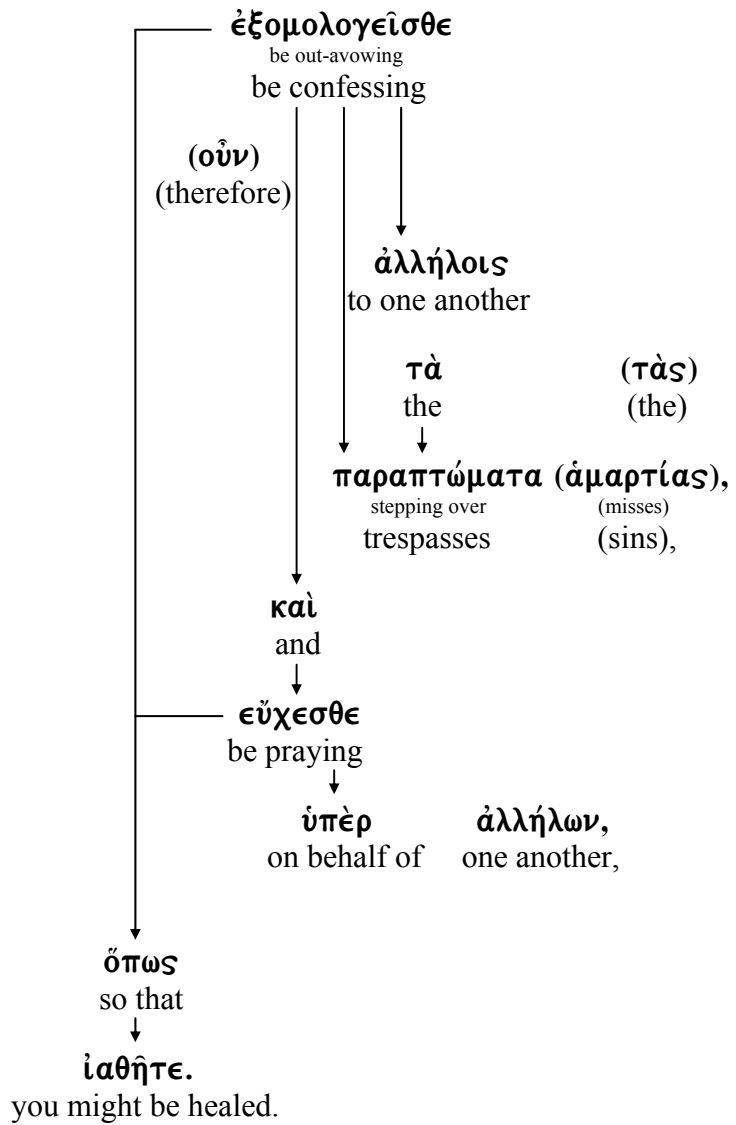 ἐξομολογεῖσθε
be out-avowing
be confessing
(οὖν)
(therefore)
ἀλλήλοις
to one another
τὰ (τὰς)
the (the)
παραπτώματα (ἁμαρτίας),
stepping over (misses)
trespasses (sins),
καὶ
and
εὔχεσθε
be praying
ὑπὲρ ἀλλήλων,
on behalf of one another,
ὅπως
so that
ἰαθῆτε.
you might be healed.